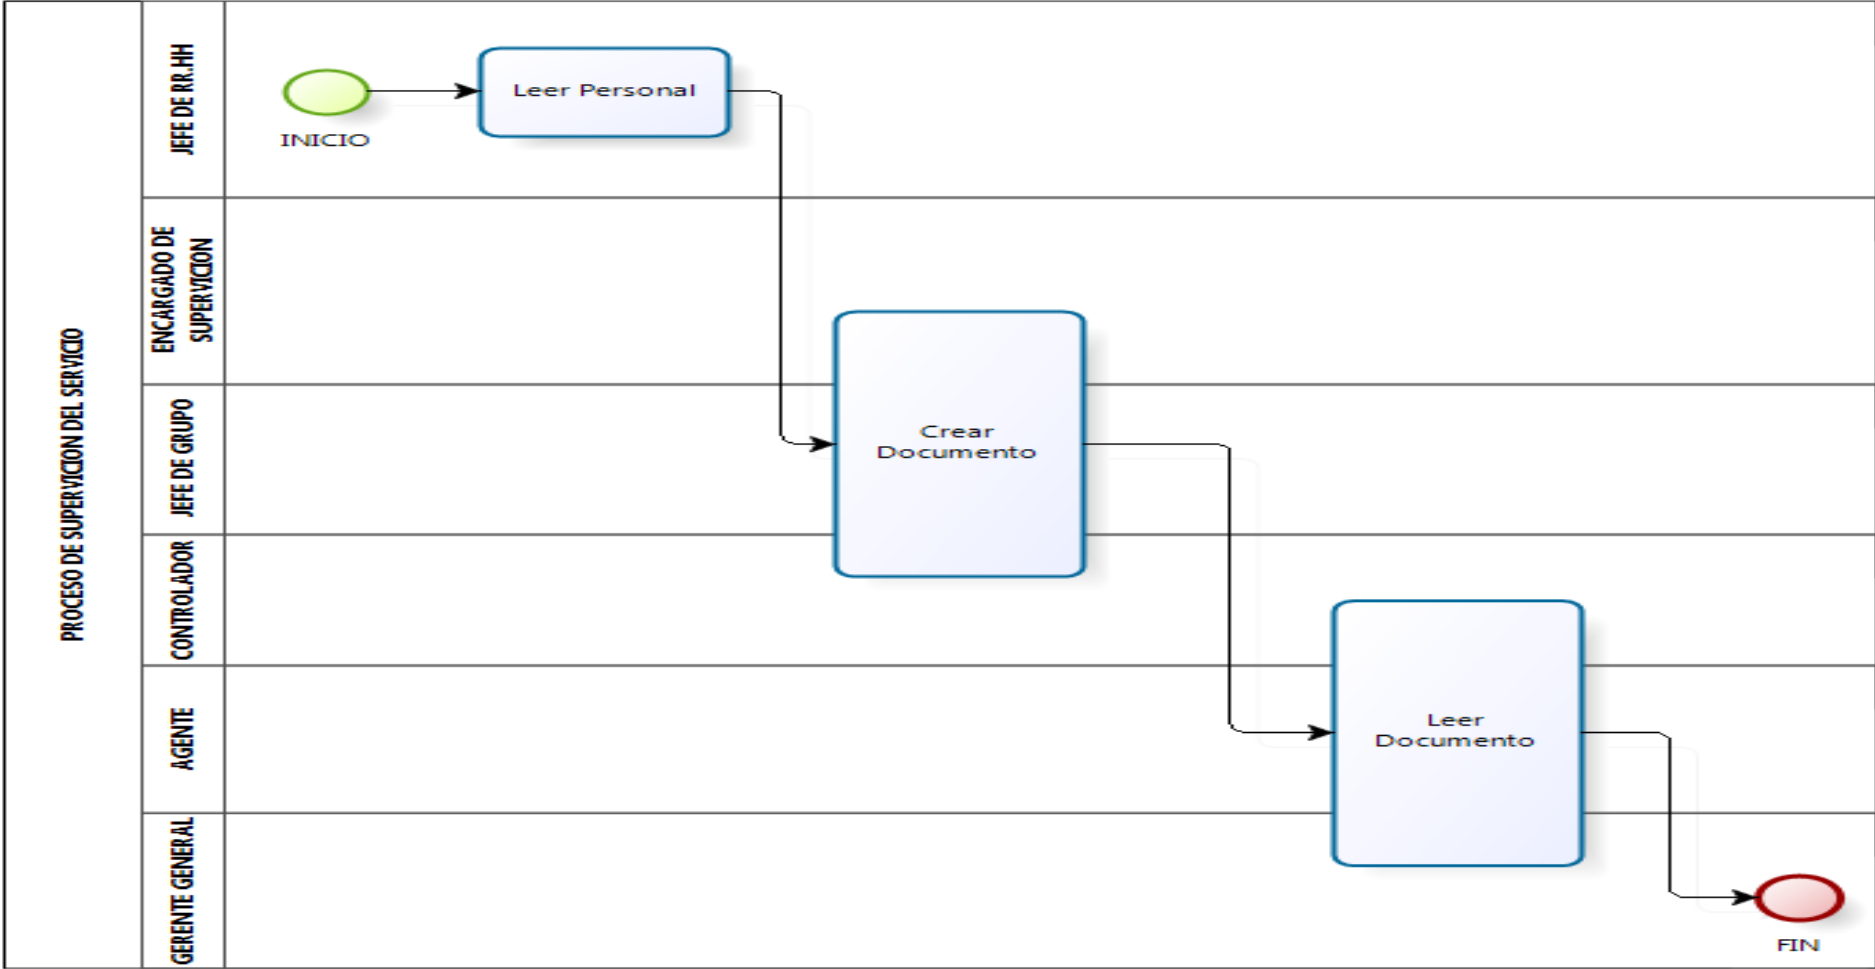 PROCESO DE SUPERVICION DEL SERVICIO
JEFE DE RR.HH
INICIO
Leer Personal
ENCARGADO DE
SUPERVICION
JEFE DE GRUPO
Crear
Documento
CONTROLADOR
AGENTE
Leer
Documento
GERENTE GENERAL
FIN